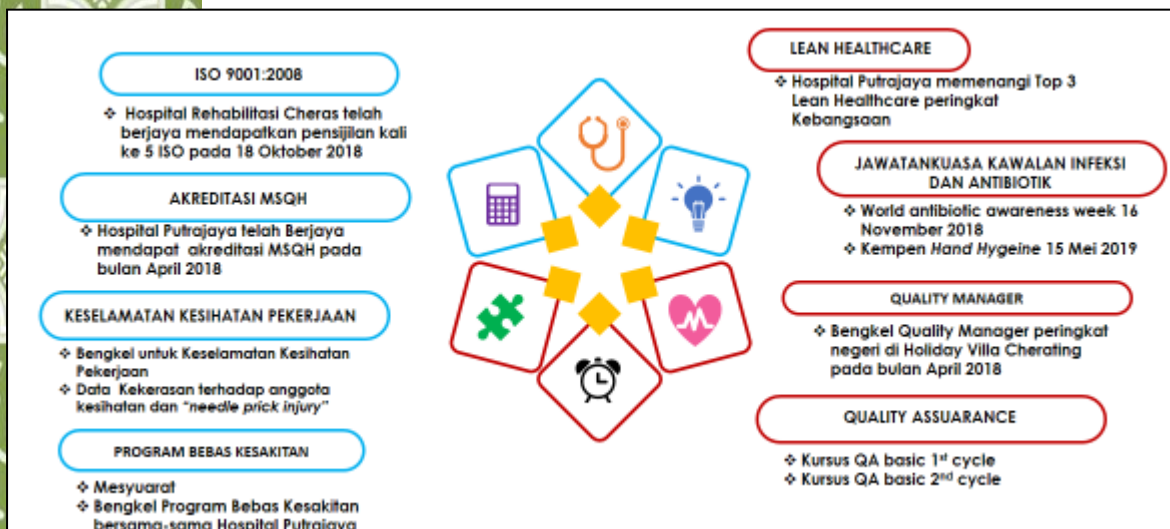 ISO 9001:2008
❖ Hospital Rehabilitasi Cheras telah
berjaya mendapatkan pensijilan kali
ke 5 ISO pada 18 Oktober 2018
AKREDITASI MSQH
❖ Hospital Putrajaya telah Berjaya
mendapat akreditasi MSQH pada
bulan April 2018
KESELAMATAN KESIHATAN PEKERJAAN
❖ Bengkel untuk Keselamatan Kesihatan
Pekerjaan
❖ Data Kekerasan terhadap anggota
kesihatan dan “needle prick injury”
PROGRAM BEBAS KESAKITAN
❖ Mesyuarat
❖ Bengkel Program Bebas Kesakitan
bersama-sama Hospital Putrajaya
LEAN HEALTHCARE
❖ Hospital Putrajaya memenangi Top 3
Lean Healthcare peringkat
Kebangsaan
JAWATANKUASA KAWALAN INFEKSI
DAN ANTIBIOTIK
❖ World antibiotic awareness week 16
November 2018
❖ Kempen Hand Hygeine 15 Mei 2019
QUALITY MANAGER
❖ Bengkel Quality Manager peringkat
negeri di Holiday Villa Cherating
pada bulan April 2018
QUALITY ASSUARANCE
❖ Kursus QA basic 1st cycle
❖ Kursus QA basic 2nd cycle